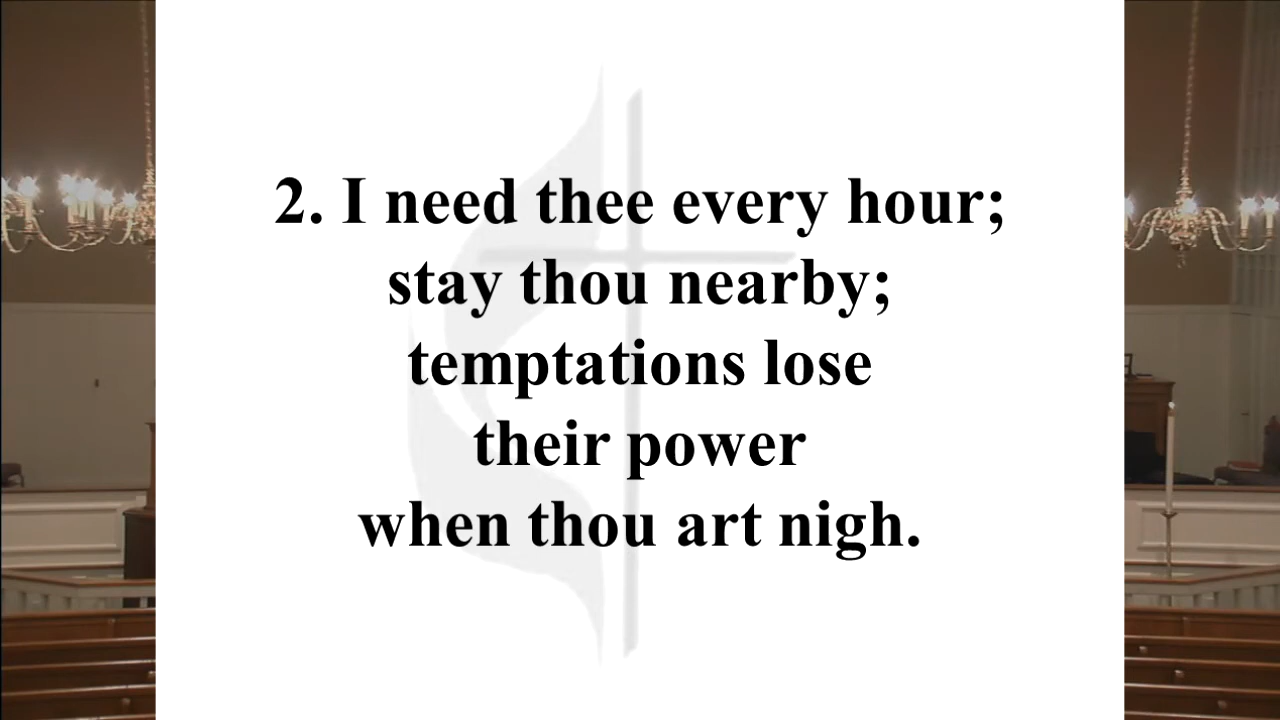 2. I need thee every hour;
stay thou nearby;
temptations lose
their power
when thou art nigh.